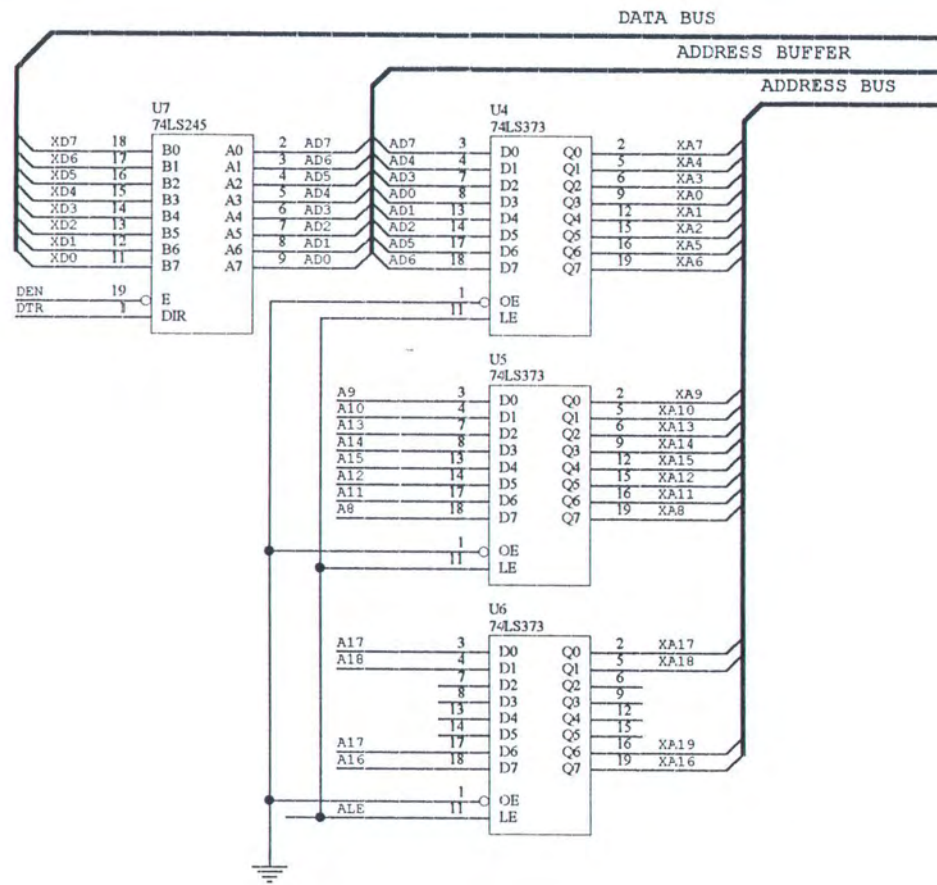 DATA BUS
ADDRESS BUFFER
ADDRESS BUS
U7
74LS245
XD7 18 B0 A0 2 AD7
XD6 17 B1 A1 3 AD6
XD5 16 B2 A2 4 AD5
XD4 15 B3 A3 5 AD4
XD3 14 B4 A4 6 AD3
XD2 13 B5 A5 7 AD2
XD1 12 B6 A6 8 AD1
XD0 11 B7 A7 9 AD0
DEN 19 E
DTR 1 DIR
U4
74LS373
AD7 3 D0 Q0 2 XA7
AD4 4 D1 Q1 5 XA4
AD3 7 D2 Q2 6 XA3
AD0 8 D3 Q3 9 XA0
AD1 13 D4 Q4 12 XA1
AD2 14 D5 Q5 15 XA2
AD5 17 D6 Q6 16 XA5
AD6 18 D7 Q7 19 XA6
1 OE
11 LE
U5
74LS373
A9 3 D0 Q0 2 XA9
A10 4 D1 Q1 5 XA10
A13 7 D2 Q2 6 XA13
A14 8 D3 Q3 9 XA14
A15 13 D4 Q4 12 XA15
A12 14 D5 Q5 15 XA12
A11 17 D6 Q6 16 XA11
A8 18 D7 Q7 19 XA8
1 OE
11 LE
U6
74LS373
A17 3 D0 Q0 2 XA17
A18 4 D1 Q1 5 XA18
7 D2 Q2 6
8 D3 Q3 9
13 D4 Q4 12
14 D5 Q5 15
A17 17 D6 Q6 16 XA19
A16 18 D7 Q7 19 XA16
1 OE
ALE 11 LE